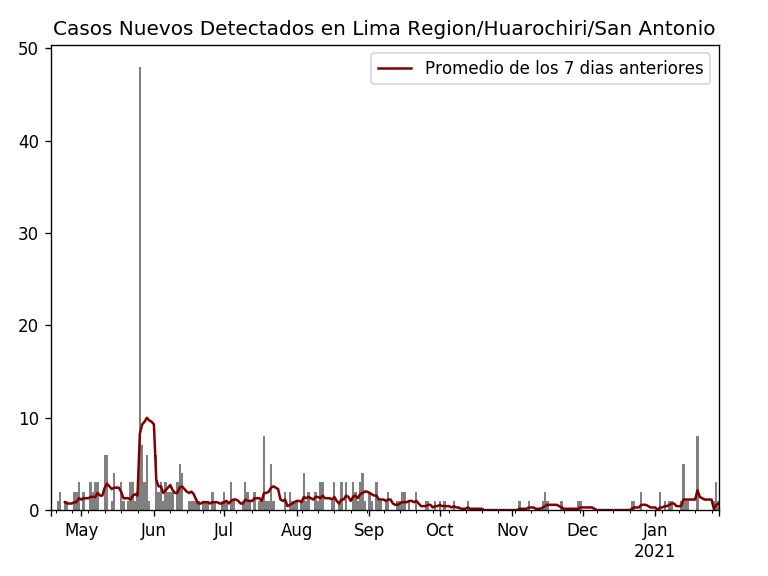 Casos Nuevos Detectados en Lima Region/Huarochiri/San Antonio
Promedio de los 7 dias anteriores
50
40
30
20
10
0
May Jun Jul Aug Sep Oct Nov Dec Jan
2021